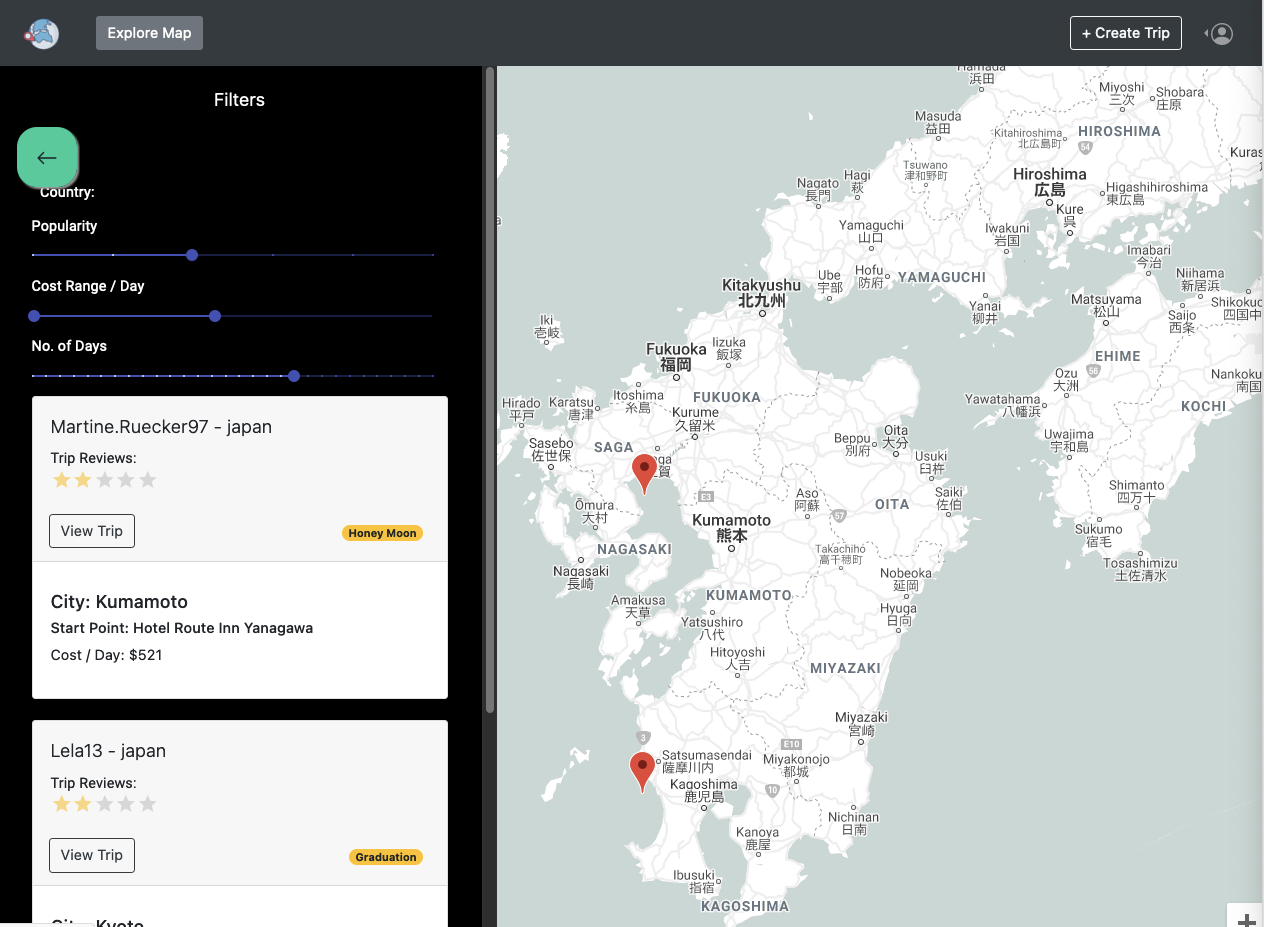 Explore Map
+ Create Trip
Filters
Country:
Popularity
Cost Range / Day
No. of Days
Martine.Ruecker97 - japan
Trip Reviews:
View Trip
Honey Moon
City: Kumamoto
Start Point: Hotel Route Inn Yanagawa
Cost / Day: $521
Lela13 - japan
Trip Reviews:
View Trip
Graduation
City: Kyoto
Hamada
浜田
Miyoshi
三次
Shobara
庄原
Masuda
益田
Kitahiroshima
北広島町
HIROSHIMA
54
Tsuwano
津和野町
Hiroshima
広島
Higashihiroshima
東広島
Hagi
萩
Nagato
長門
Kure
呉
Yamaguchi
山口
Iwakuni
岩国
Imabari
今治
Ube
宇部
Hofu
防府
YAMAGUCHI
Niihama
新居浜
Kitakyushu
北九州
Yanai
柳井
Matsuyama
松山
Saijo
西条
Iki
壱岐
Fukuoka
福岡
Iizuka
飯塚
EHIME
56
Ozu
大洲
Itoshima
糸島
FUKUOKA
Hirado
平戸
Karatsu
唐津
Kurume
久留米
Yawatahama
八幡浜
KOCHI
Sasebo
佐世保
SAGA
Beppu
別府
Oita
大分
Uwajima
宇和島
Usuki
臼杵
E3
Ōmura
大村
Aso
阿蘇
57
OITA
Saiki
佐伯
Shimanto
四万十
Kumamoto
熊本
Sukumo
宿毛
NAGASAKI
Takachiho
高千穂町
Tosashimizu
土佐清水
Nagasaki
長崎
Nobeoka
延岡
Amakusa
天草
KUMAMOTO
Hyuga
日向
Yatsushiro
八代
Hitoyoshi
人吉
MIYAZAKI
Miyazaki
宮崎
3
E10
Satsumasendai
薩摩川内
Miyakonojo
都城
Kagoshima
鹿児島
10
Nichinan
日南
Kanoya
鹿屋
Ibusuki
指宿
KAGOSHIMA